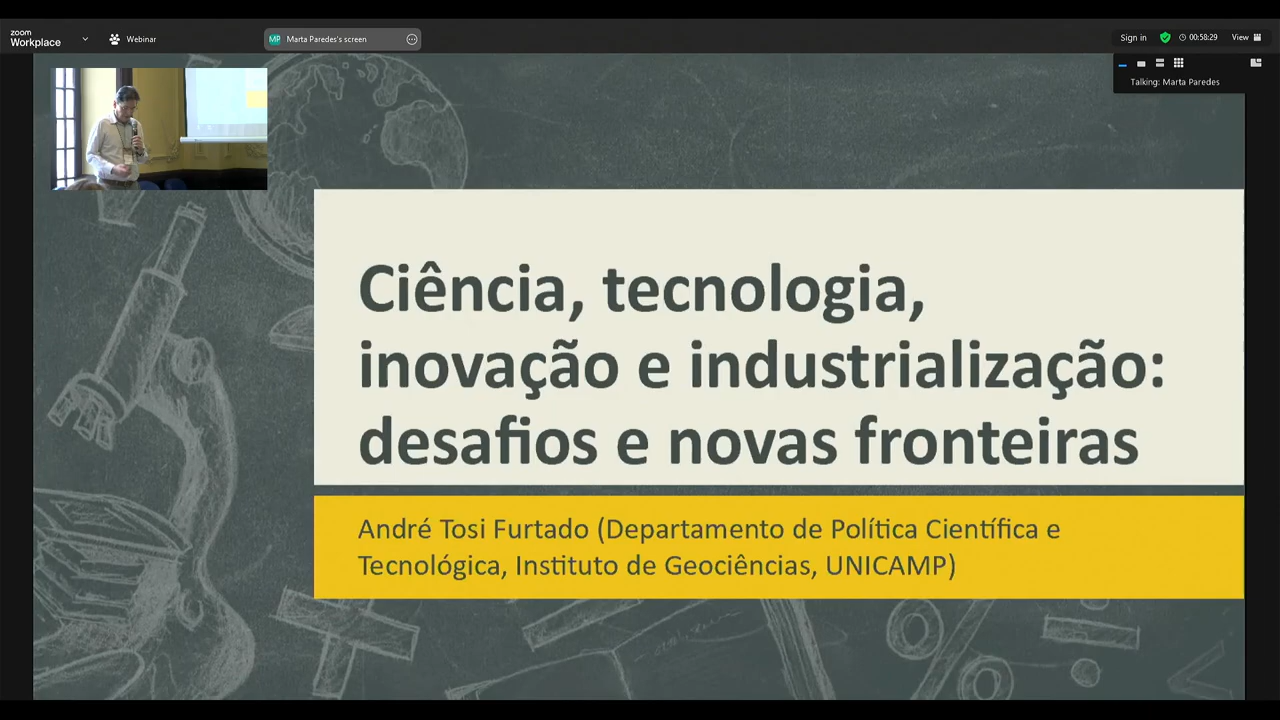 zoom
Workplace
Webinar
MP Marta Paredes's screen
Sign in
00:58:29
View
Talking: Marta Paredes
Ciência, tecnologia,
inovação e industrialização:
desafios e novas fronteiras
André Tosi Furtado (Departamento de Política Científica e
Tecnológica, Instituto de Geociências, UNICAMP)